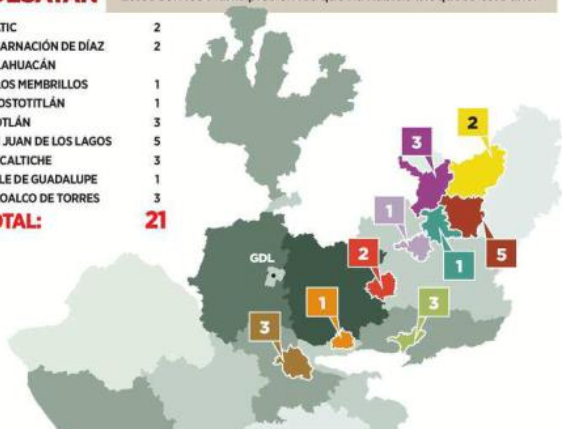 TIC 2
ARNACIÓN DE DÍAZ 2
LAHUACÁN
OS MEMBRILLOS 1
OSTOTITLÁN 1
OTLÁN 3
JUAN DE LOS LAGOS 5
CALTICHE 3
LE DE GUADALUPE 1
OALCO DE TORRES 3
TOTAL: 21
2
3
1
5
1
GDL
2
1
3
3